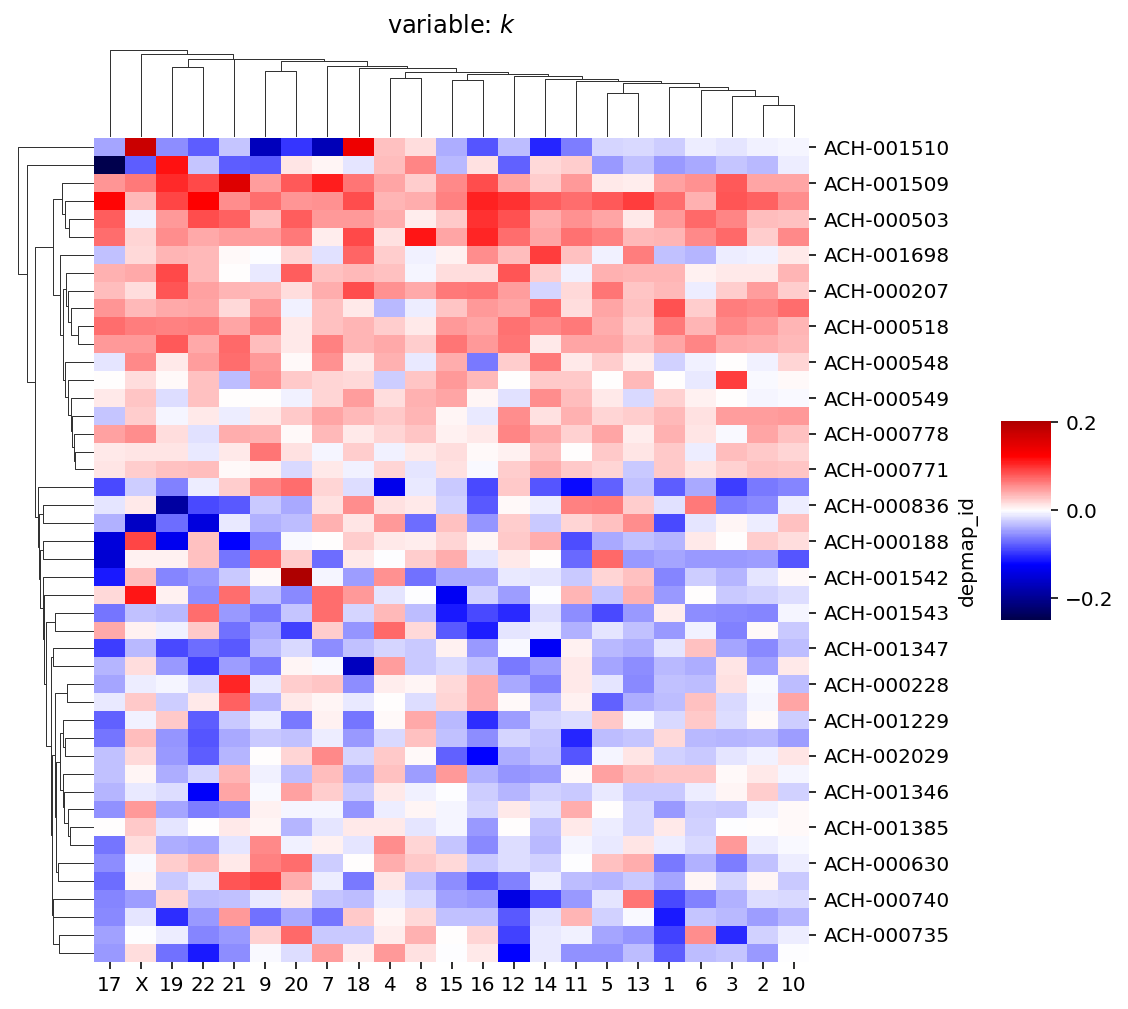 variable: k
ACH-001510
ACH-001509
ACH-000503
ACH-001698
ACH-000207
ACH-000518
ACH-000548
ACH-000549
ACH-000778
ACH-000771
ACH-000836
ACH-000188
ACH-001542
ACH-001543
ACH-001347
ACH-000228
ACH-001229
ACH-002029
ACH-001346
ACH-001385
ACH-000630
ACH-000740
ACH-000735
depmap_id
0.2
0.0
−0.2
17 X 19 22 21 9 20 7 18 4 8 15 16 12 14 11 5 13 1 6 3 2 10